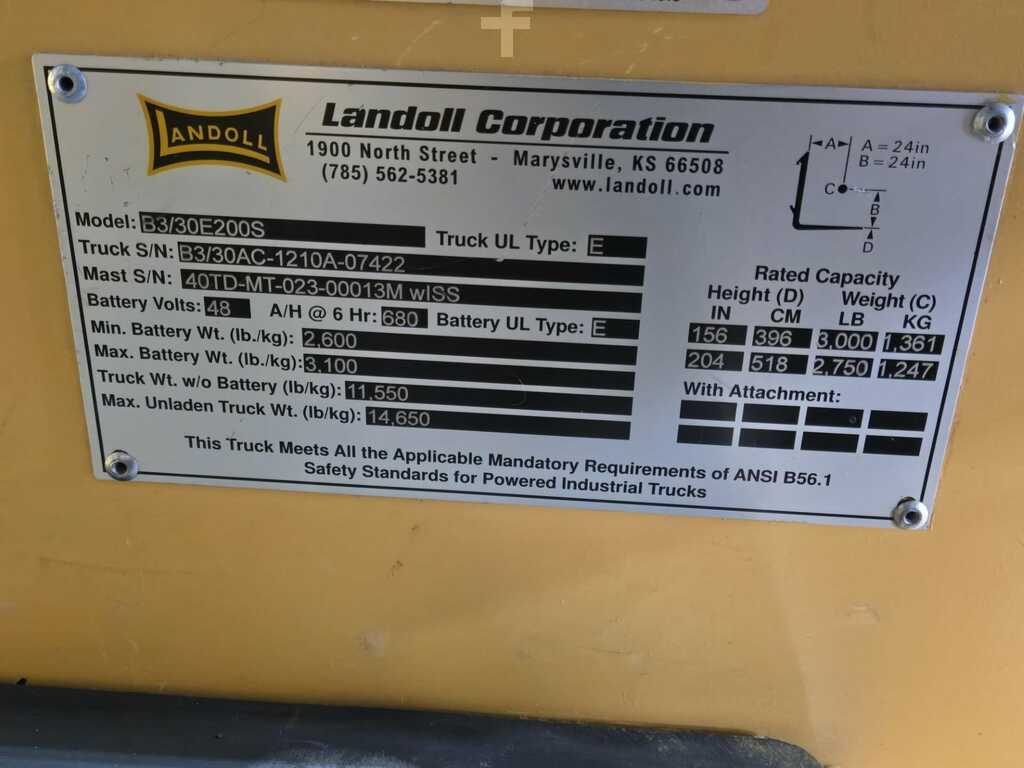 LANDOLL
Landoll Corporation
1900 North Street - Marysville, KS 66508
(785) 562-5381 www.landoll.com
A A = 24in
B = 24in
C
B
D
Model: B3/30E200S Truck UL Type: E
Truck S/N: B3/30AC-1210A-07422
Mast S/N: 40TD-MT-023-00013M wISS
Battery Volts: 48 A/H @ 6 Hr: 680 Battery UL Type: E
Min. Battery Wt. (lb./kg): 2,600
Max. Battery Wt. (lb./kg): 3,100
Truck Wt. w/o Battery (lb/kg): 11,550
Max. Unladen Truck Wt. (lb/kg): 14,650
Rated Capacity
Height (D) Weight (C)
IN CM LB KG
156 396 3,000 1,361
204 518 2,750 1,247
With Attachment:
This Truck Meets All the Applicable Mandatory Requirements of ANSI B56.1
Safety Standards for Powered Industrial Trucks